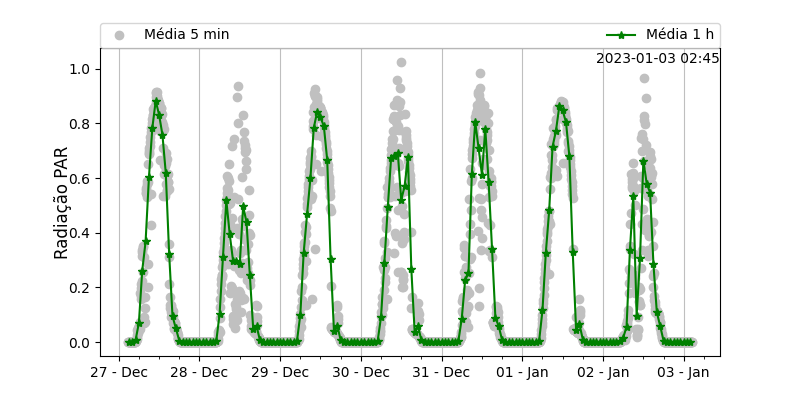 Média 5 min
Média 1 h
2023-01-03 02:45
Radiação PAR
1.0
0.8
0.6
0.4
0.2
0.0
27 - Dec
28 - Dec
29 - Dec
30 - Dec
31 - Dec
01 - Jan
02 - Jan
03 - Jan